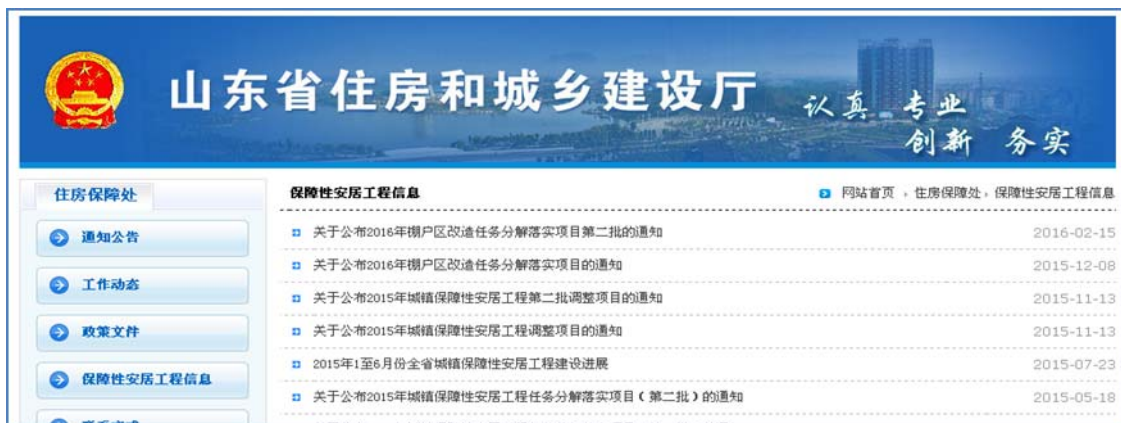 山东省住房和城乡建设厅
认真 专业
创新 务实
住房保障处
保障性安居工程信息
网站首页 , 住房保障处 , 保障性安居工程信息
通知公告
关于公布2016年棚户区改造任务分解落实项目第二批的通知 2016-02-15
关于公布2016年棚户区改造任务分解落实项目的通知 2015-12-08
工作动态
关于公布2015年城镇保障性安居工程第二批调整项目的通知 2015-11-13
政策文件
关于公布2015年城镇保障性安居工程调整项目的通知 2015-11-13
2015年1至6月份全省城镇保障性安居工程建设进展 2015-07-23
保障性安居工程信息
关于公布2015年城镇保障性安居工程任务分解落实项目(第二批)的通知 2015-05-18